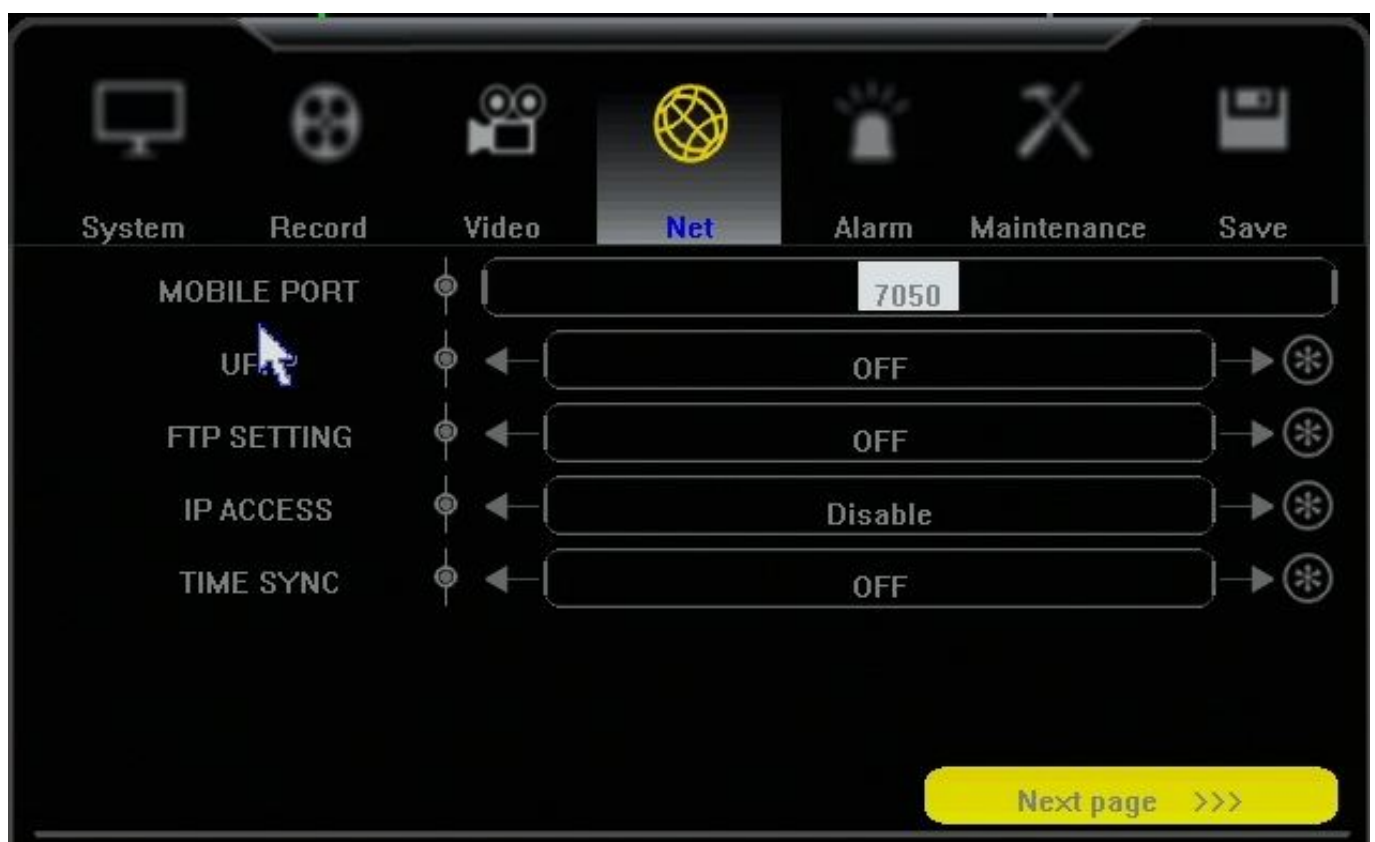 System Record Video Net Alarm Maintenance Save
MOBILE PORT 7050
OFF
FTP SETTING OFF
IP ACCESS Disable
TIME SYNC OFF
Next page >>>